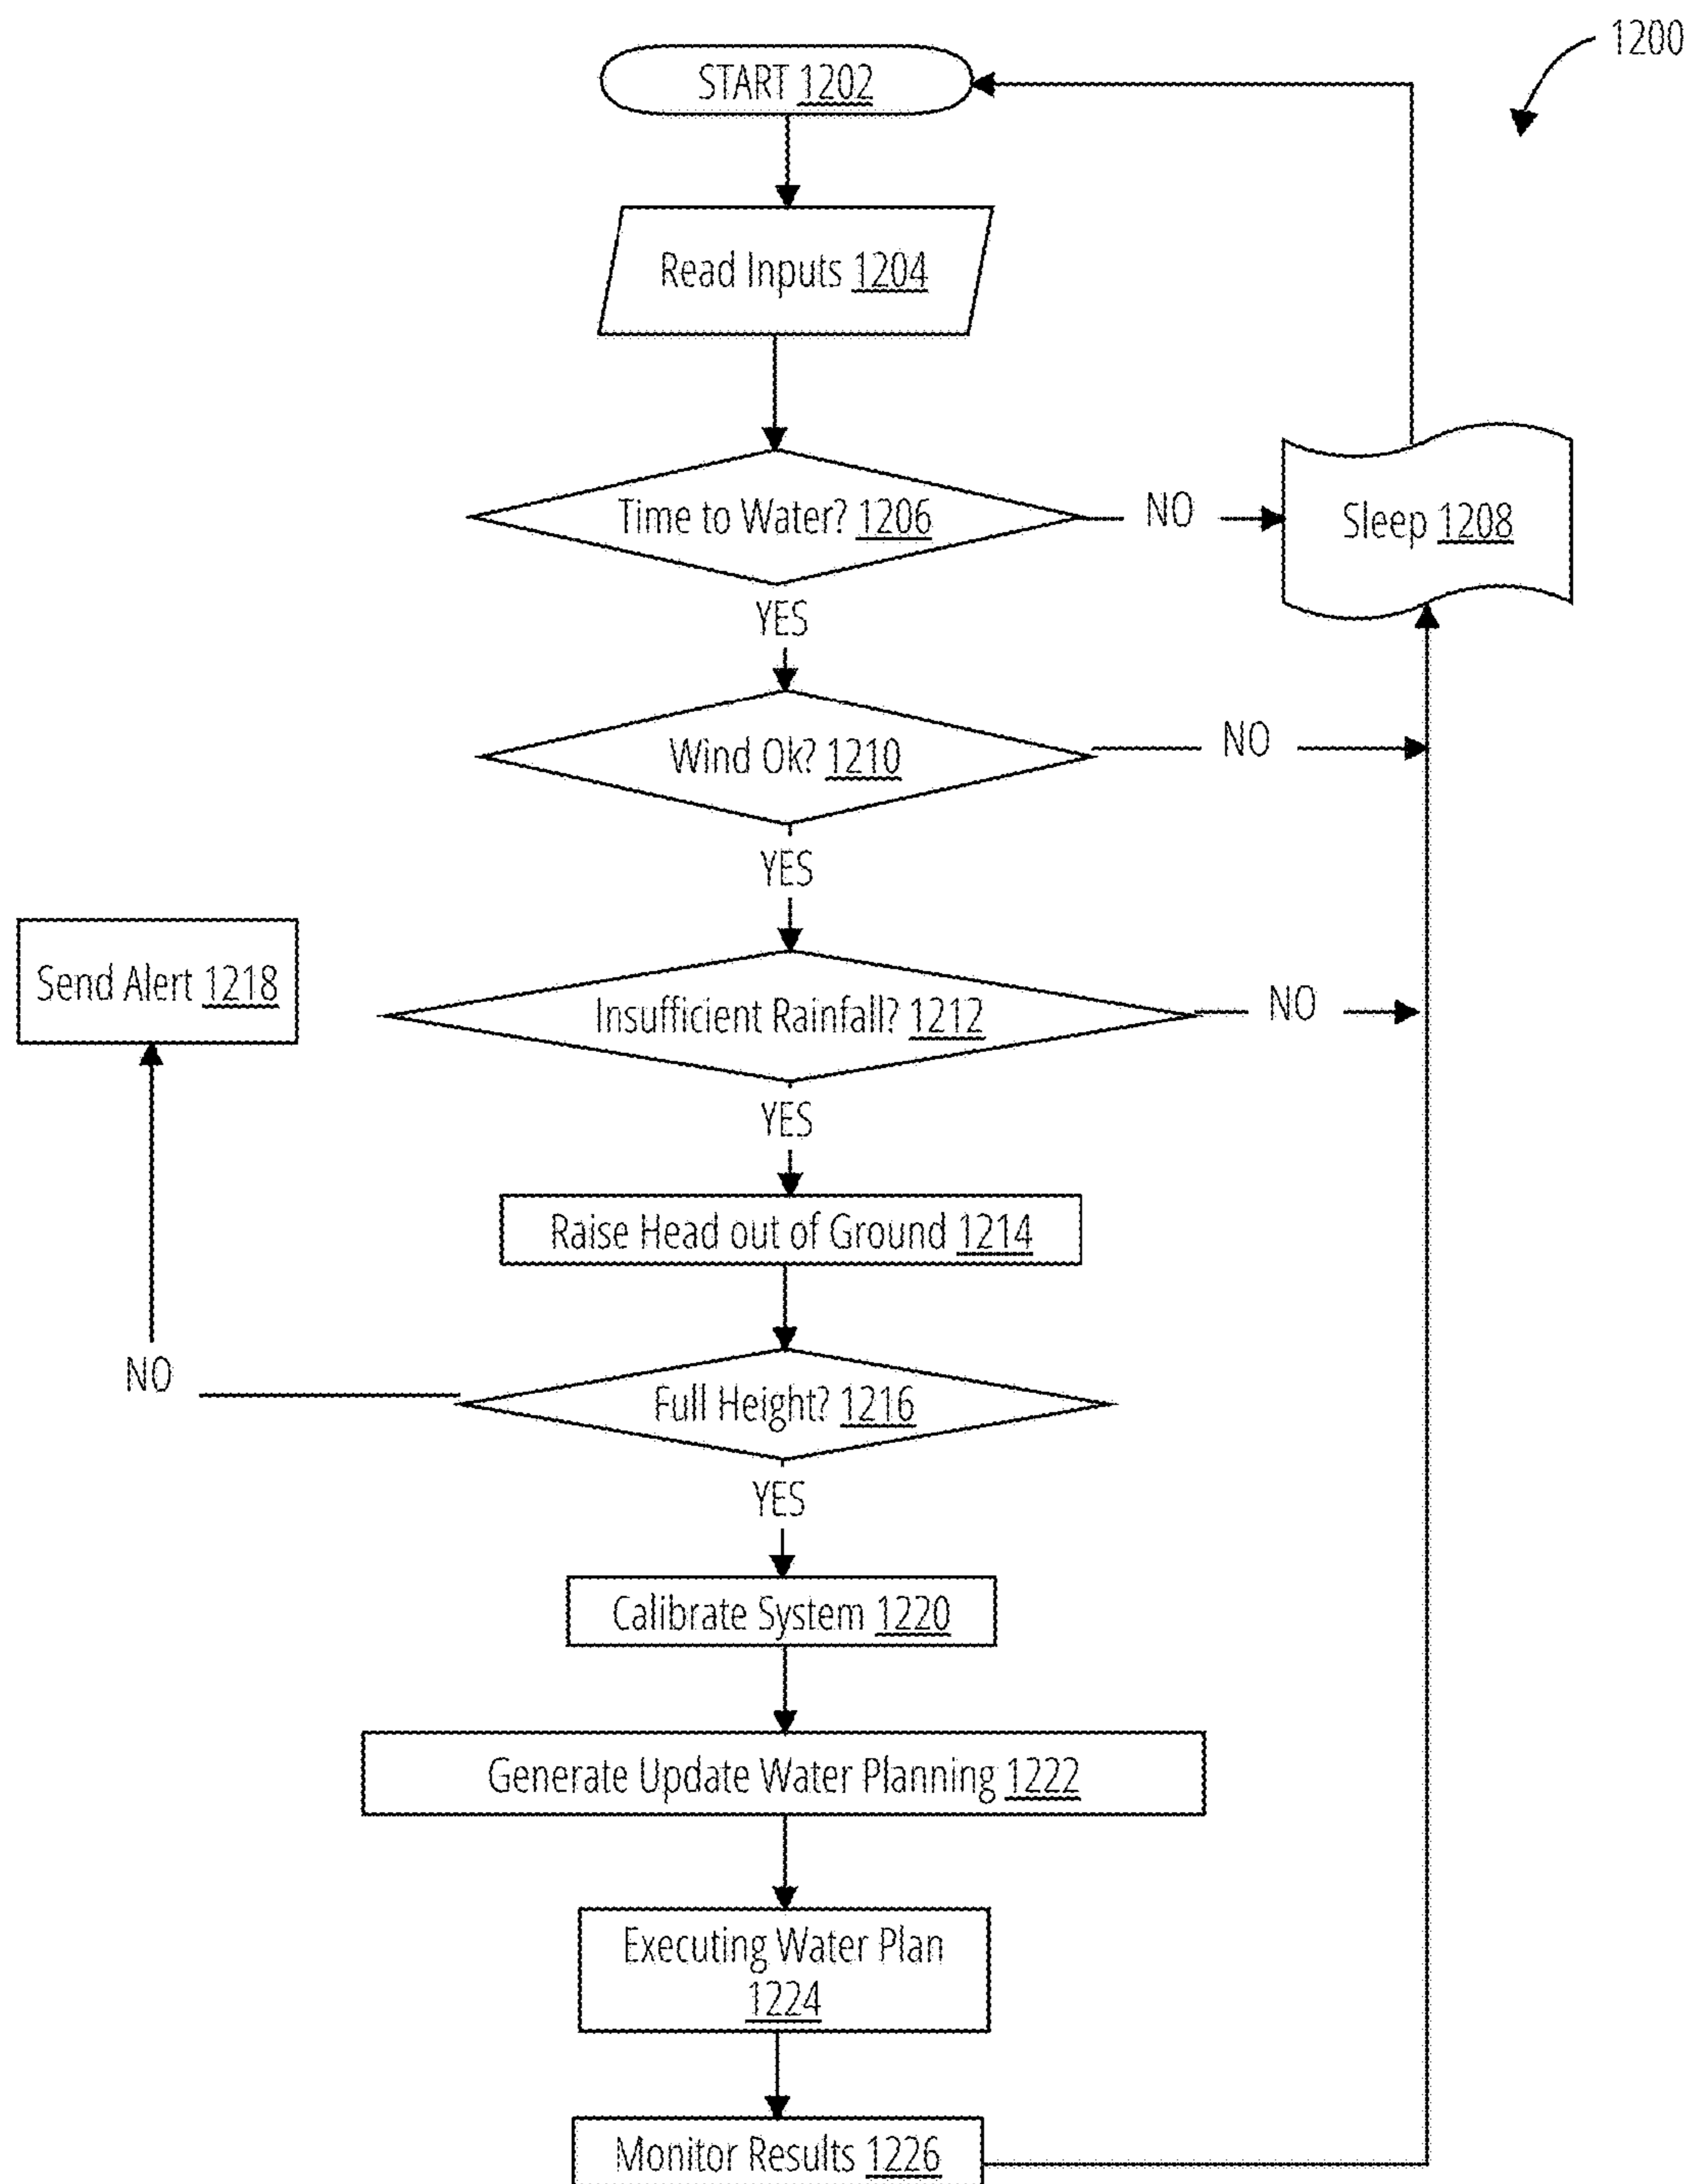 1200
START 1202
Read Inputs 1204
Time to Water? 1206
NO
Sleep 1208
YES
Wind Ok? 1210
NO
YES
Send Alert 1218
Insufficient Rainfall? 1212
NO
YES
Raise Head out of Ground 1214
NO
Full Height? 1216
YES
Calibrate System 1220
Generate Update Water Planning 1222
Executing Water Plan
1224
Monitor Results 1226